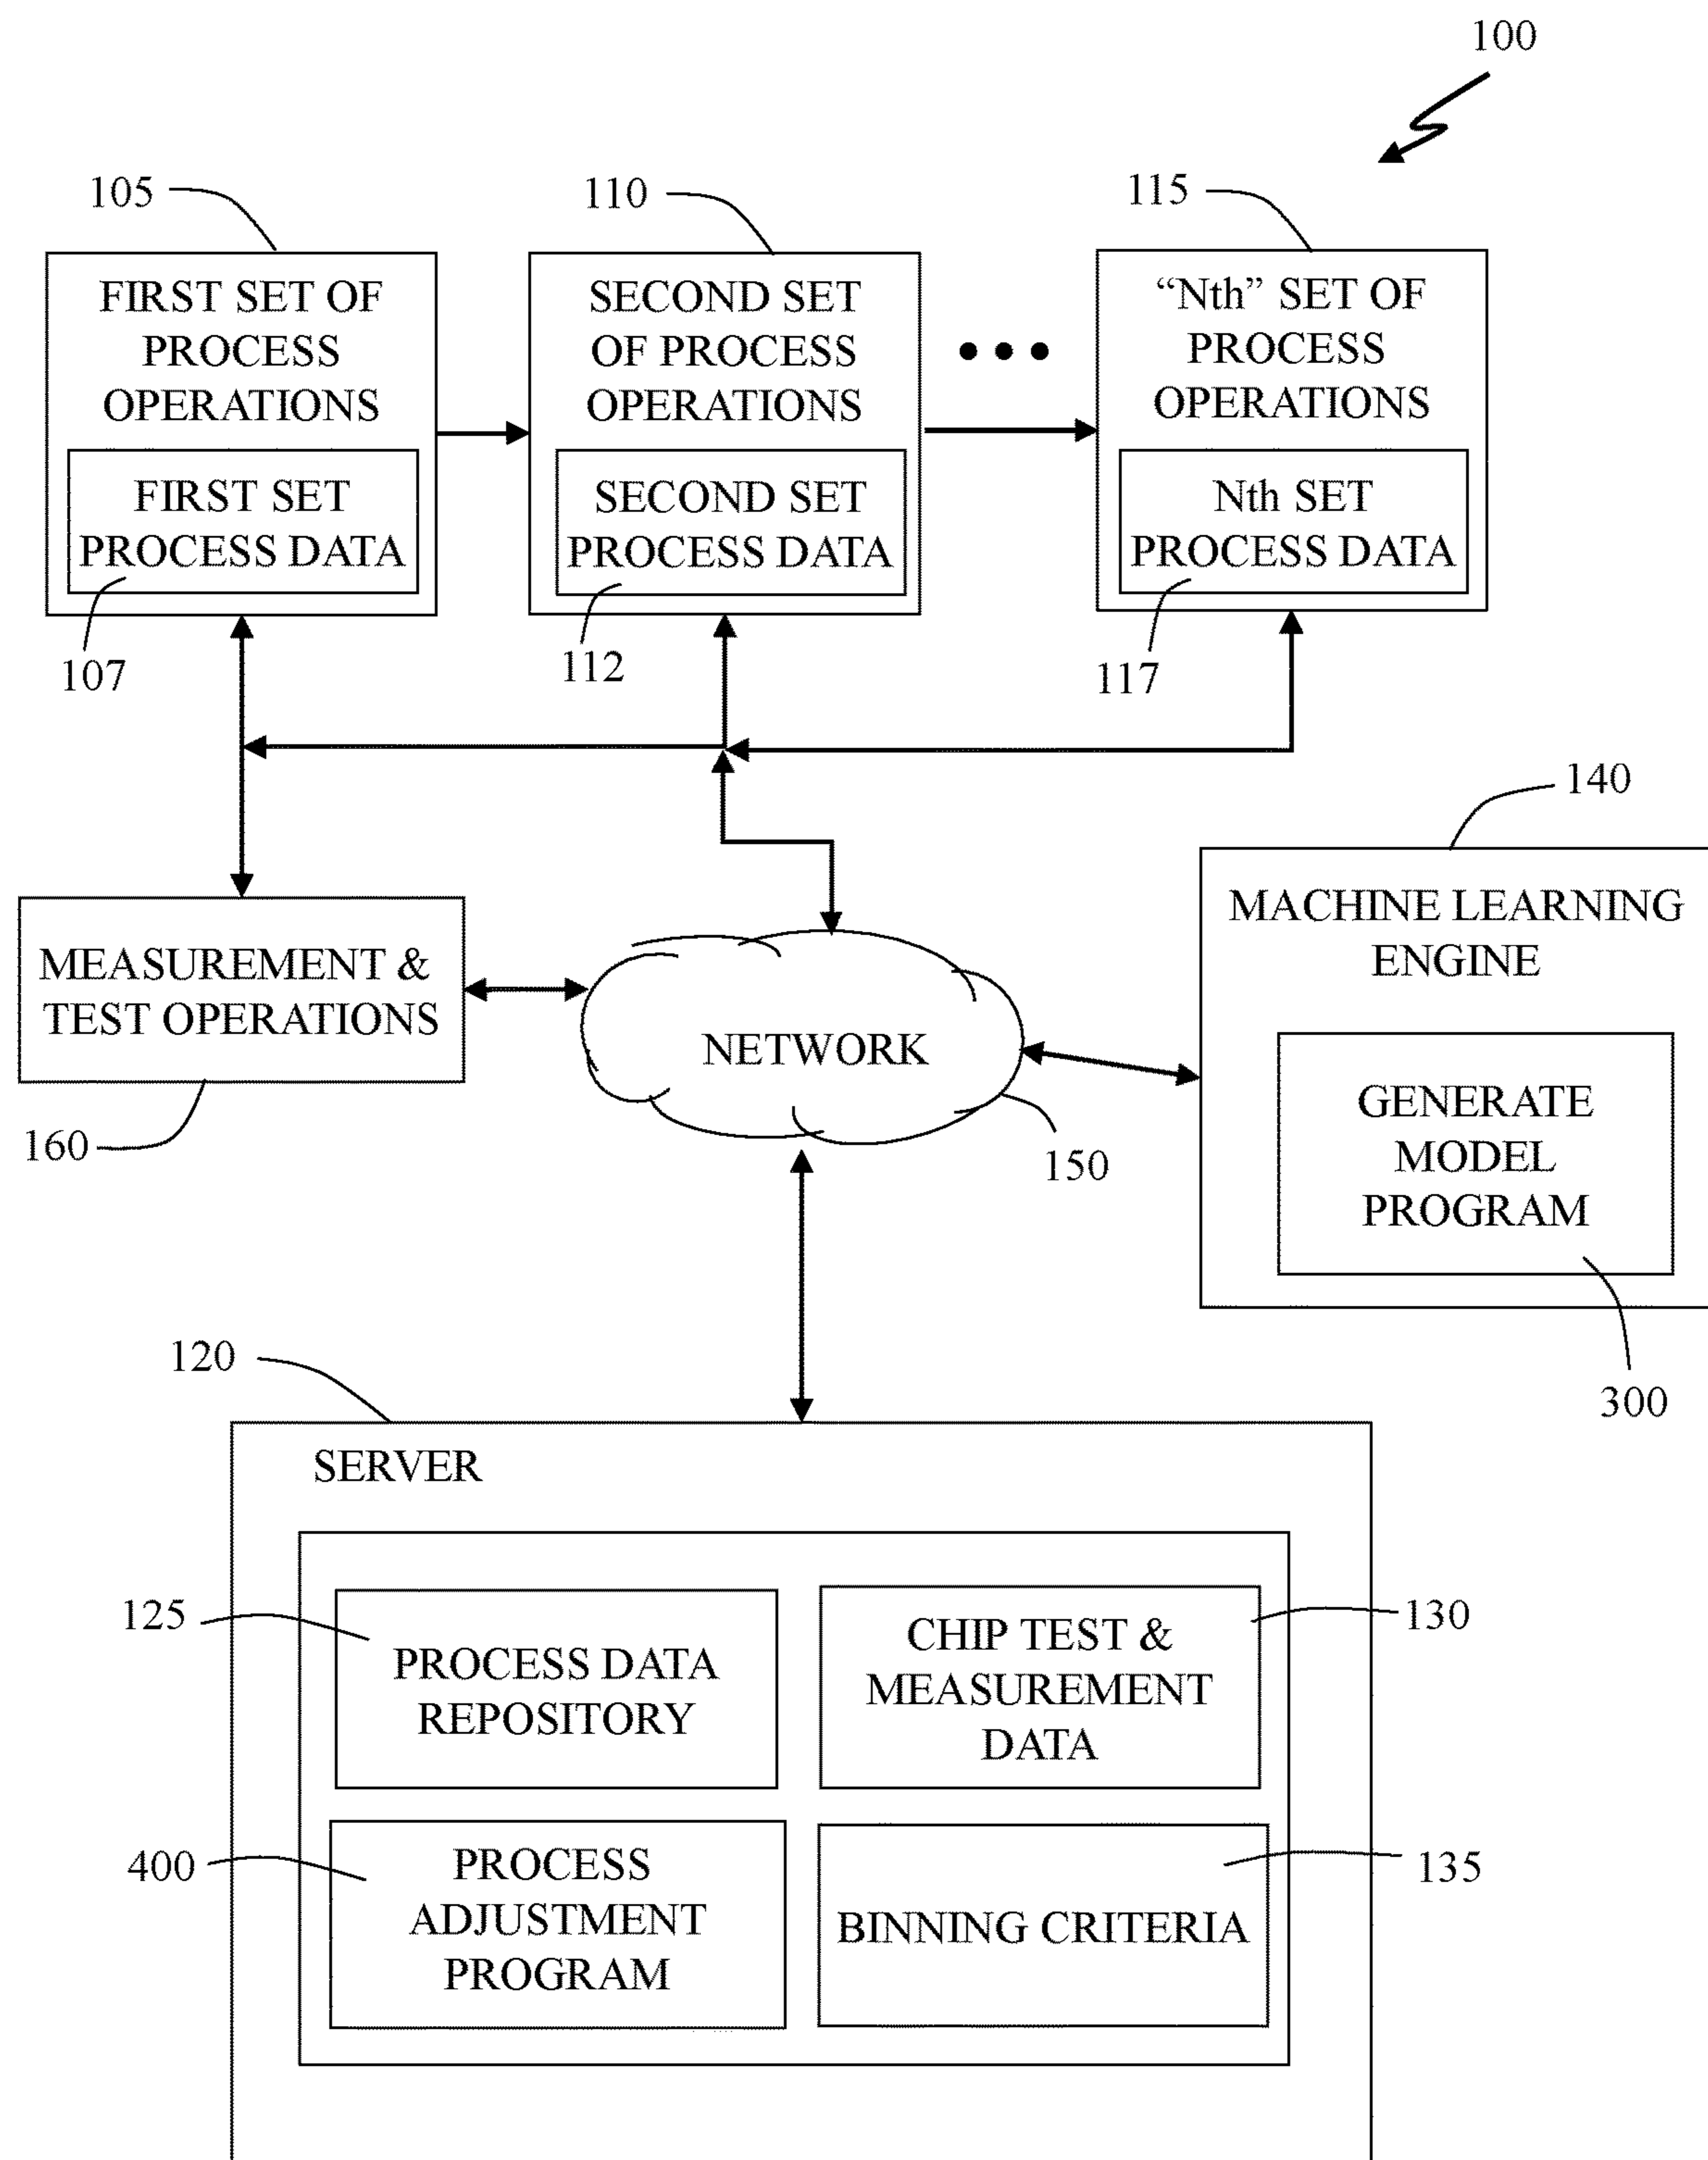 100
105
110
115
FIRST SET OF
PROCESS
OPERATIONS
FIRST SET
PROCESS DATA
107
SECOND SET
OF PROCESS
OPERATIONS
SECOND SET
PROCESS DATA
112
“Nth” SET OF
PROCESS
OPERATIONS
Nth SET
PROCESS DATA
117
MEASUREMENT &
TEST OPERATIONS
160
NETWORK
150
140
MACHINE LEARNING
ENGINE
GENERATE
MODEL
PROGRAM
300
120
SERVER
125
PROCESS DATA
REPOSITORY
CHIP TEST &
MEASUREMENT
DATA
130
400
PROCESS
ADJUSTMENT
PROGRAM
BINNING CRITERIA
135